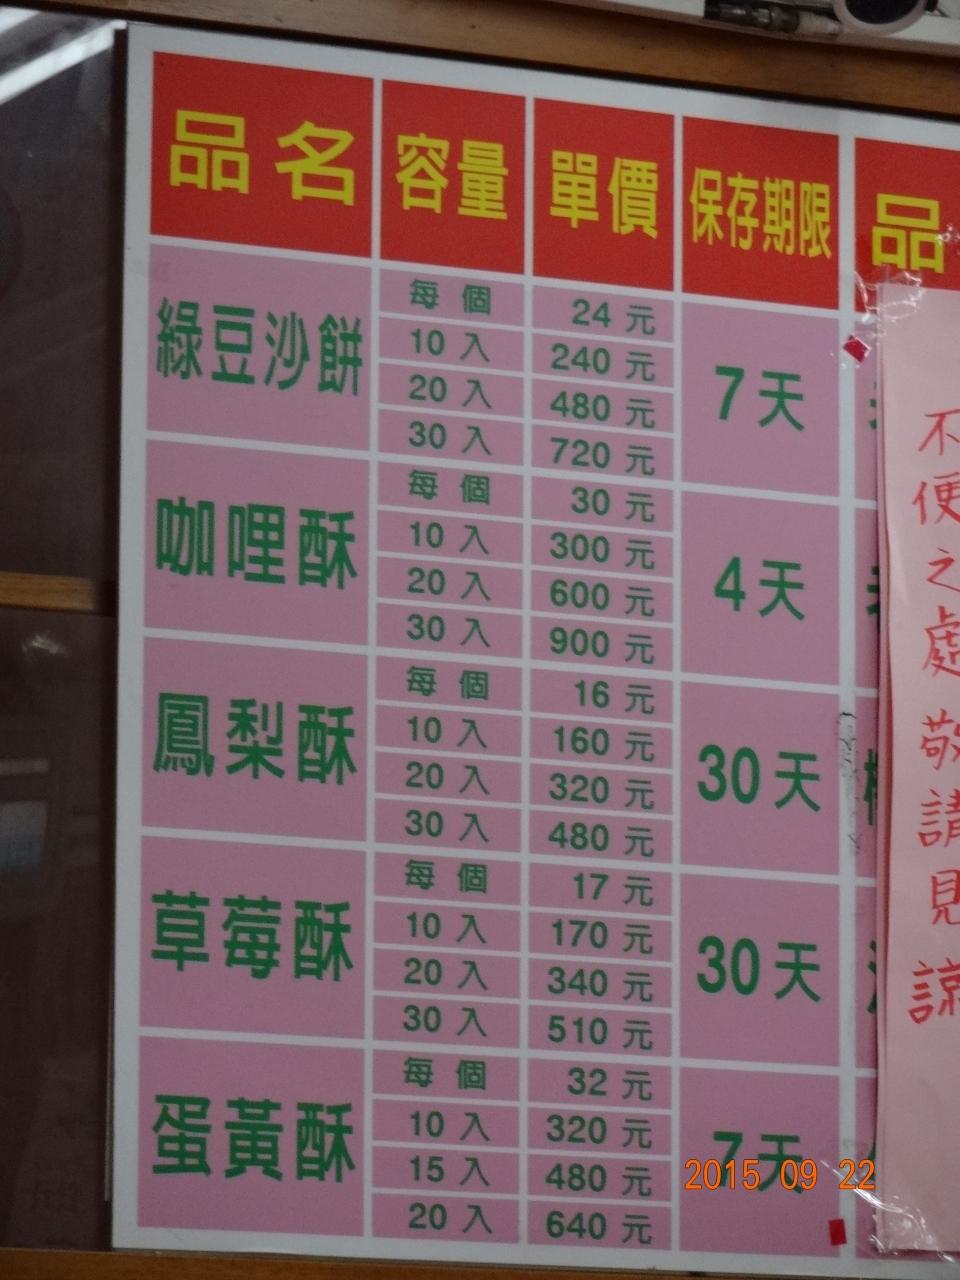 品名 容量 單價 保存期限 品
綠豆沙餅 每個 24元 7天
10入 240元
20入 480元
30入 720元
咖哩酥 每個 30元 4天
10入 300元
20入 600元
30入 900元
鳳梨酥 每個 16元 30天
10入 160元
20入 320元
30入 480元
草莓酥 每個 17元 30天
10入 170元
20入 340元
30入 510元
蛋黃酥 每個 32元 7天
10入 320元
15入 480元
20入 640元
不便之處敬請見諒
2015 09 22